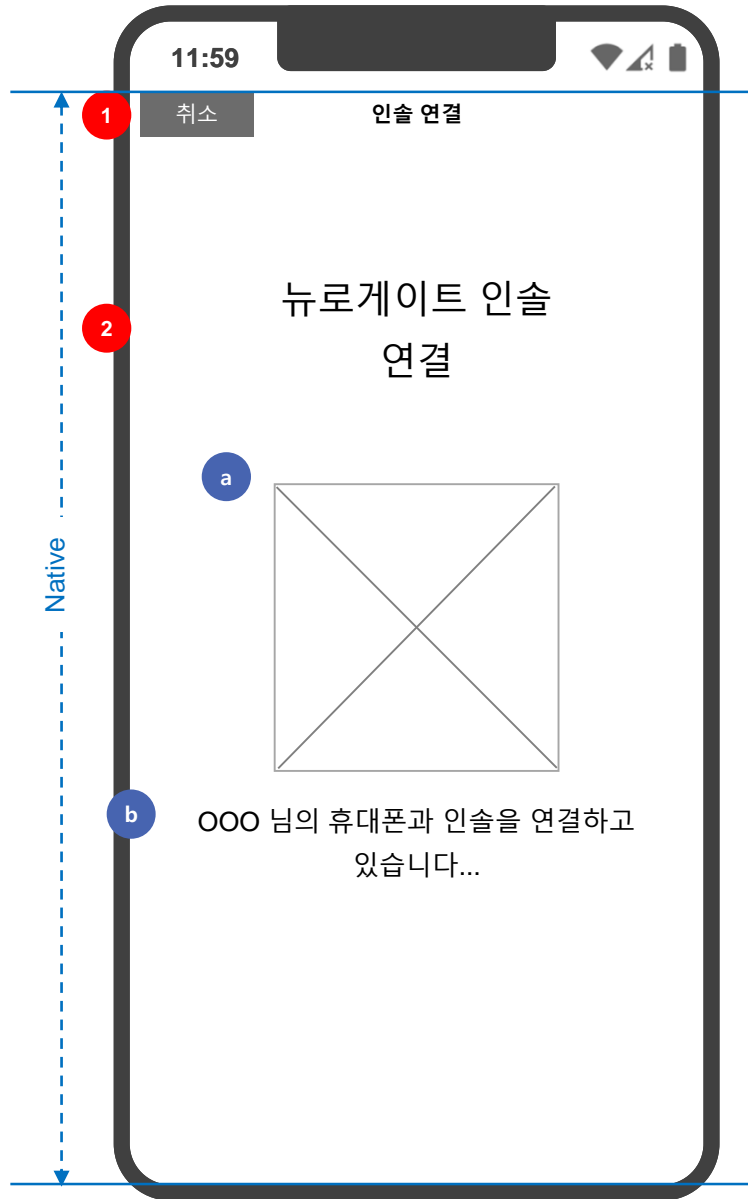 11:59
1
취소
인솔 연결
2
뉴로게이트 인솔
연결
a
Native
b
OOO 님의 휴대폰과 인솔을 연결하고
있습니다...